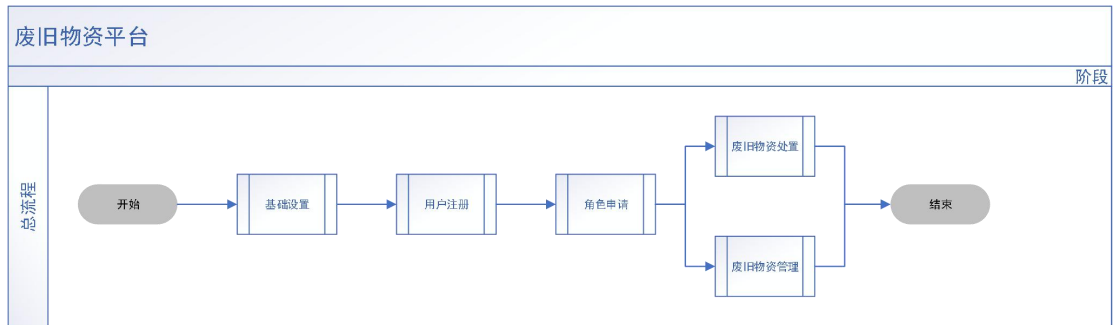 废旧物资平台
阶段
总流程
开始
基础设置
用户注册
角色申请
废旧物资处置
废旧物资管理
结束